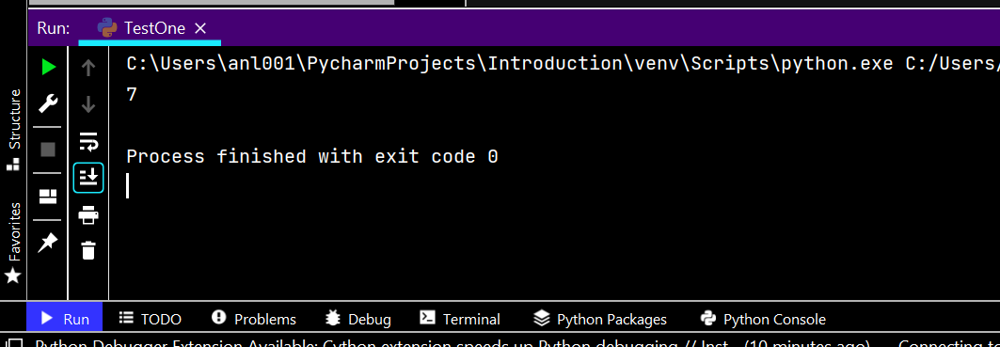 Run: TestOne
C:\Users\anl001\PycharmProjects\Introduction\venv\Scripts\python.exe C:/Users/
7
Process finished with exit code 0
Structure
Favorites
Run TODO Problems Debug Terminal Python Packages Python Console
Python Debugger Extension Available: Cython extension speeds up Python debugging // Inst... (10 minutes ago) Connecting to